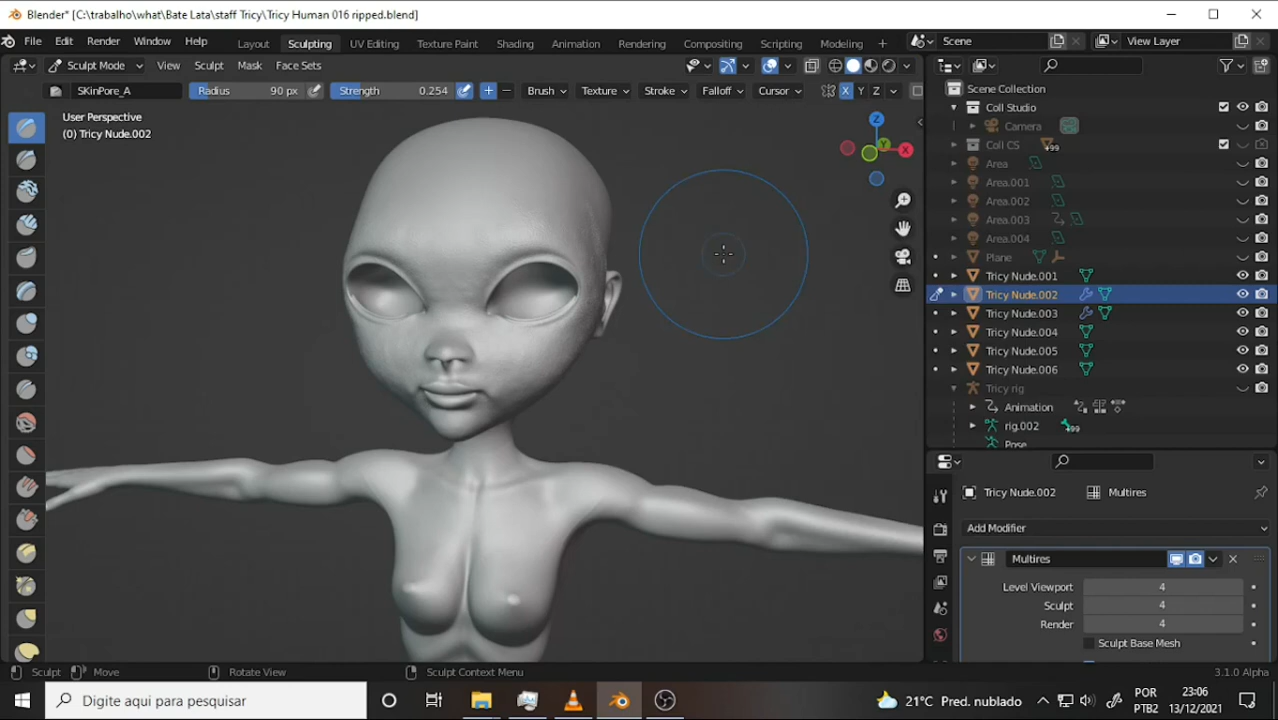 Blender* [C:\trabalho\what\Bate Lata\staff Tricy\Tricy Human 016 ripped.blend]
File Edit Render Window Help Layout Sculpting UV Editing Texture Paint Shading Animation Rendering Compositing Scripting Modeling + Scene View Layer
Sculpt Mode View Sculpt Mask Face Sets
SKinPore_A Radius 90 px Strength 0.254 Brush Texture Stroke Falloff Cursor X Y Z
User Perspective
(0) Tricy Nude.002
Z
Y
X
Scene Collection
Coll Studio
Camera
Coll CS +99
Area
Area.001
Area.002
Area.003
Area.004
Plane
Tricy Nude.001
Tricy Nude.002
Tricy Nude.003
Tricy Nude.004
Tricy Nude.005
Tricy Nude.006
Tricy rig
Animation
rig.002 +99
Pose
Tricy Nude.002 Multires
Add Modifier
Multires
Level Viewport 4
Sculpt 4
Render 4
Sculpt Base Mesh
Sculpt Move Rotate View Sculpt Context Menu 3.1.0 Alpha
Digite aqui para pesquisar
21°C Pred. nublado
POR
PTB2
23:06
13/12/2021